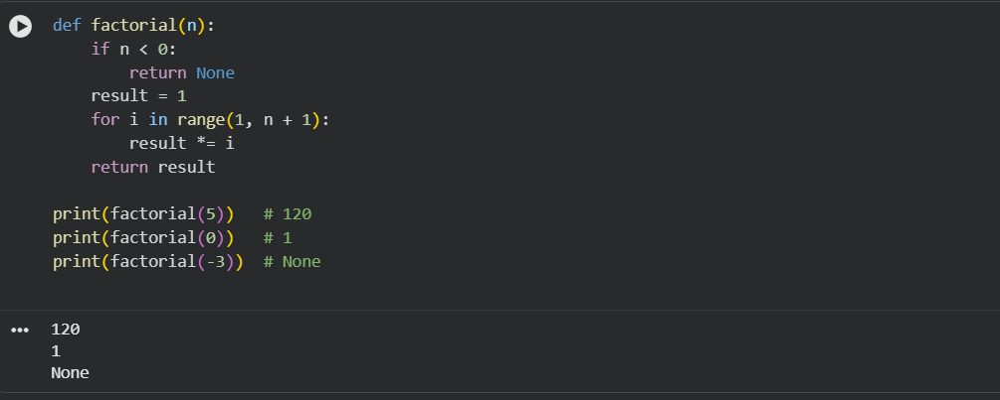 def factorial(n):
    if n < 0:
        return None
    result = 1
    for i in range(1, n + 1):
        result *= i
    return result

print(factorial(5))   # 120
print(factorial(0))   # 1
print(factorial(-3))  # None

120
1
None